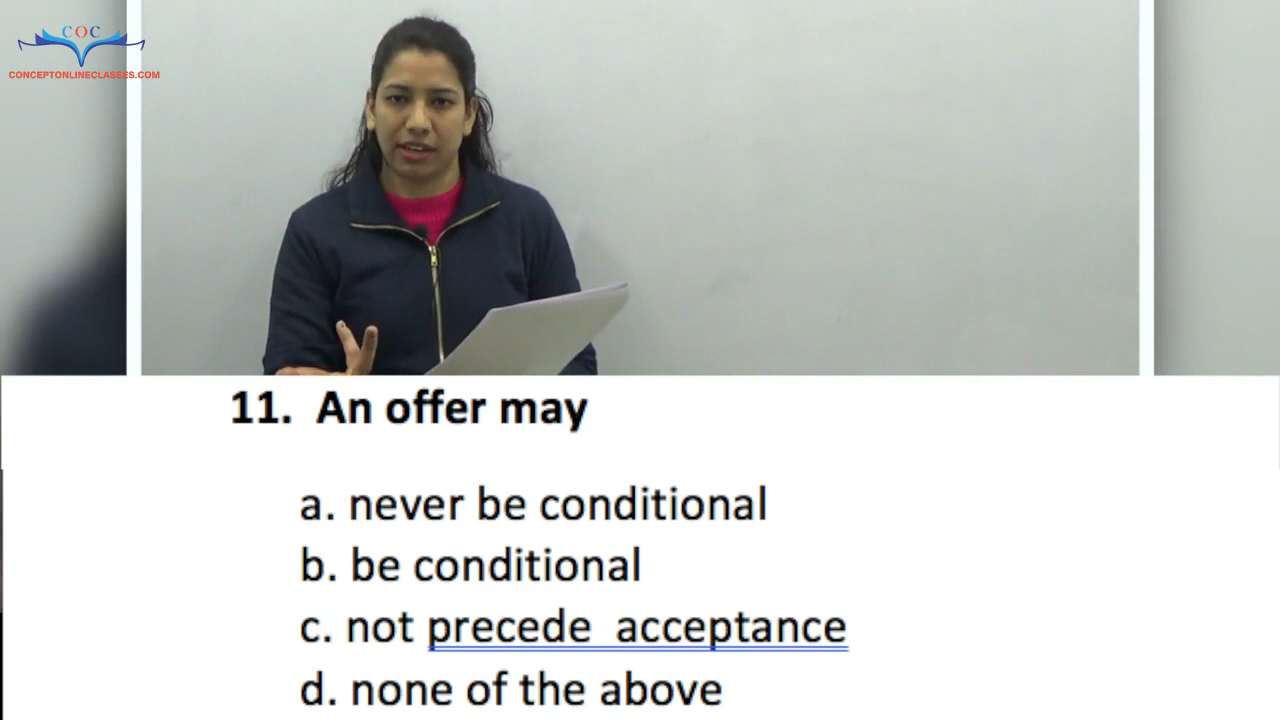 COC
CONCEPTONLINECLASSES.COM
11. An offer may
a. never be conditional
b. be conditional
c. not precede acceptance
d. none of the above